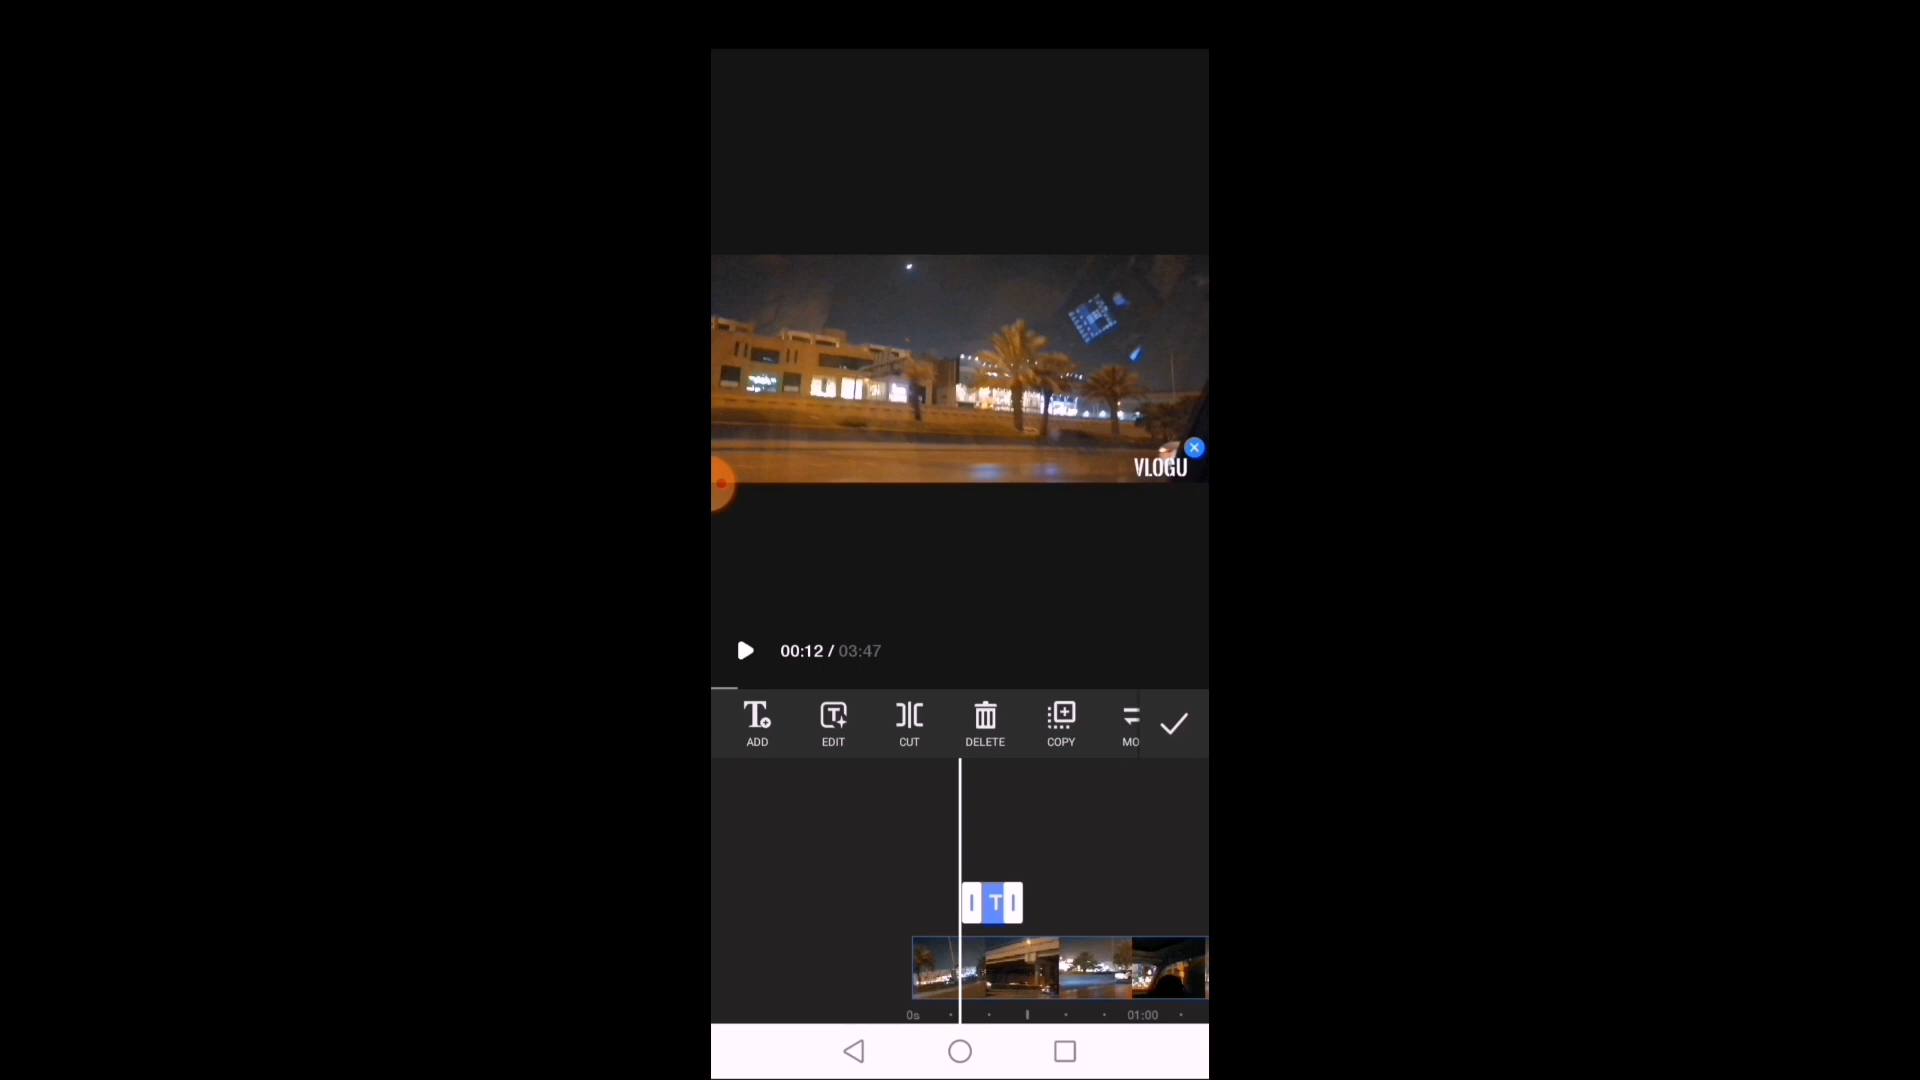 VLOGU
00:12 / 03:47
ADD
EDIT
CUT
DELETE
COPY
MO
T
0s
01:00